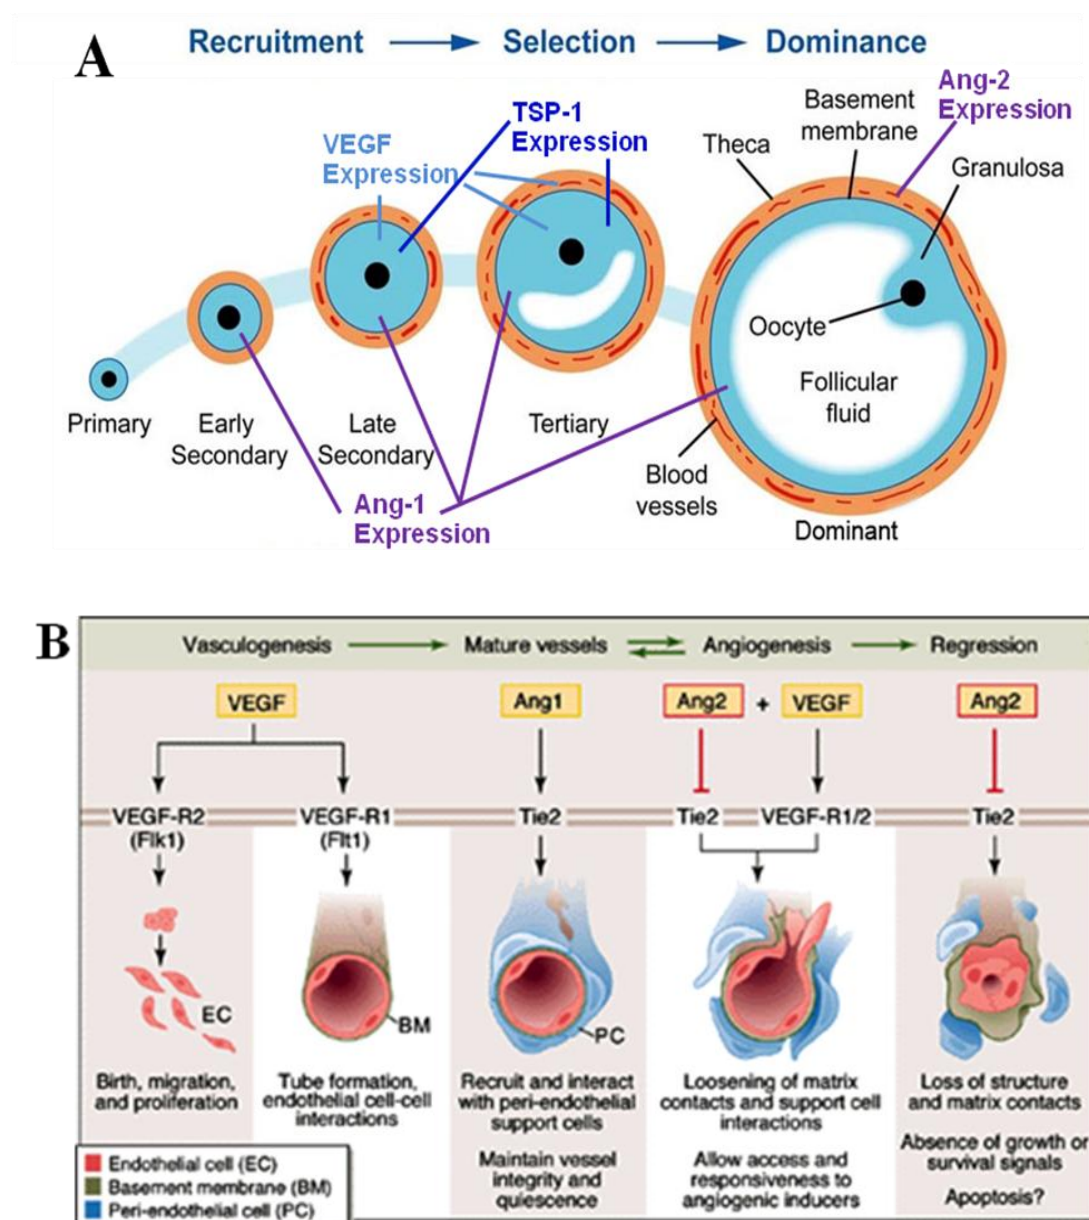 A
Recruitment
Selection
Dominance
VEGF
Expression
TSP-1
Expression
Ang-2
Expression
Theca
Basement
membrane
Granulosa
Oocyte
Follicular
fluid
Blood
vessels
Primary
Early
Secondary
Late
Secondary
Tertiary
Dominant
Ang-1
Expression
B
Vasculogenesis
Mature vessels
Angiogenesis
Regression
VEGF
Ang1
Ang2 + VEGF
Ang2
VEGF-R2
(Flk1)
VEGF-R1
(Flt1)
Tie2
Tie2
VEGF-R1/2
Tie2
EC
BM
PC
Birth, migration,
and proliferation
Tube formation,
endothelial cell-cell
interactions
Recruit and interact
with peri-endothelial
support cells
Maintain vessel
integrity and
quiescence
Loosening of matrix
contacts and support cell
interactions
Allow access and
responsiveness to
angiogenic inducers
Loss of structure
and matrix contacts
Absence of growth or
survival signals
Apoptosis?
Endothelial cell (EC)
Basement membrane (BM)
Peri-endothelial cell (PC)